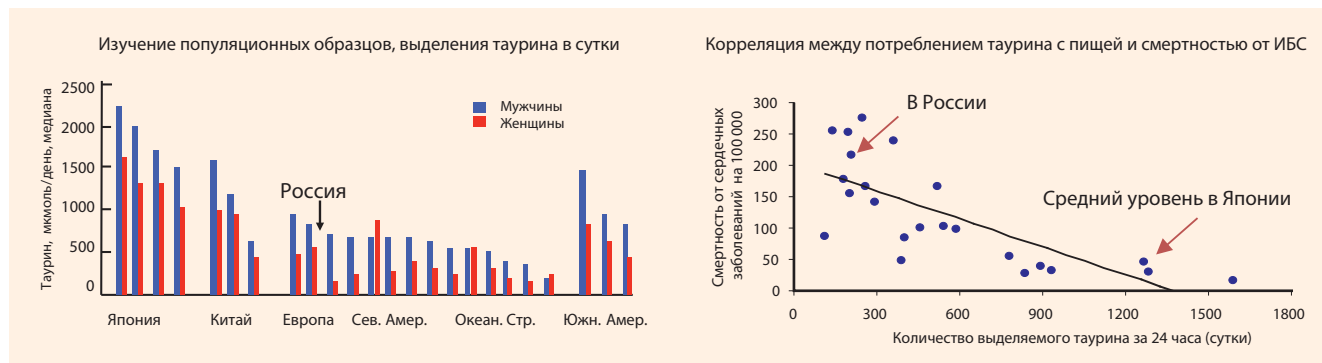 Изучение популяционных образцов, выделения таурина в сутки
Таурин, мкмоль/день, медиана
2500
2000
1500
1000
500
0
Мужчины
Женщины
Россия
Япония
Китай
Европа
Сев. Амер.
Океан. Стр.
Южн. Амер.
Корреляция между потреблением таурина с пищей и смертностью от ИБС
Смертность от сердечных
заболеваний на 100 000
300
250
200
150
100
50
0
В России
Средний уровень в Японии
0
300
600
900
1200
1500
1800
Количество выделяемого таурина за 24 часа (сутки)